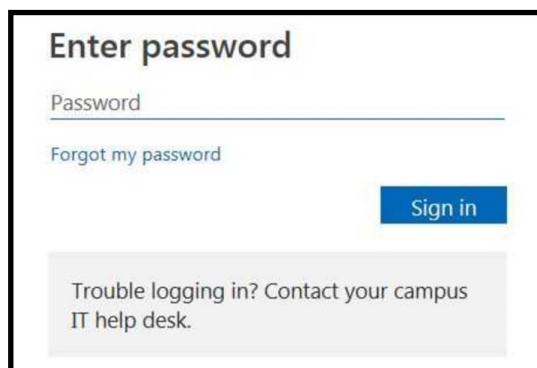 Enter password
Password
Forgot my password
Sign in
Trouble logging in? Contact your campus
IT help desk.